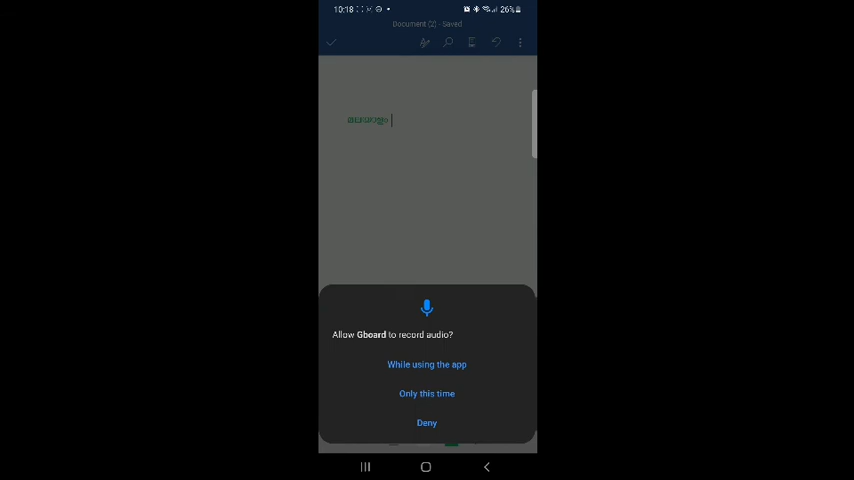 10:18
26%
Document (2) - Saved
മലയാളം
Allow Gboard to record audio?
While using the app
Only this time
Deny